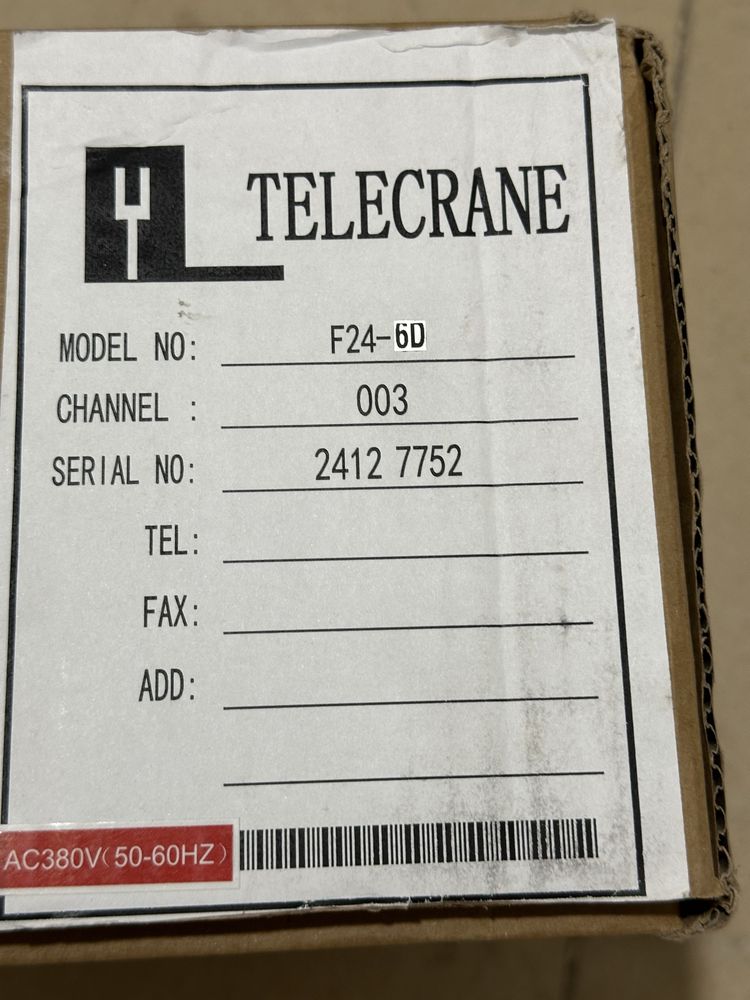 TELECRANE
MODEL NO: F24-6D
CHANNEL : 003
SERIAL NO: 2412 7752
TEL:
FAX:
ADD:
AC380V(50-60HZ)